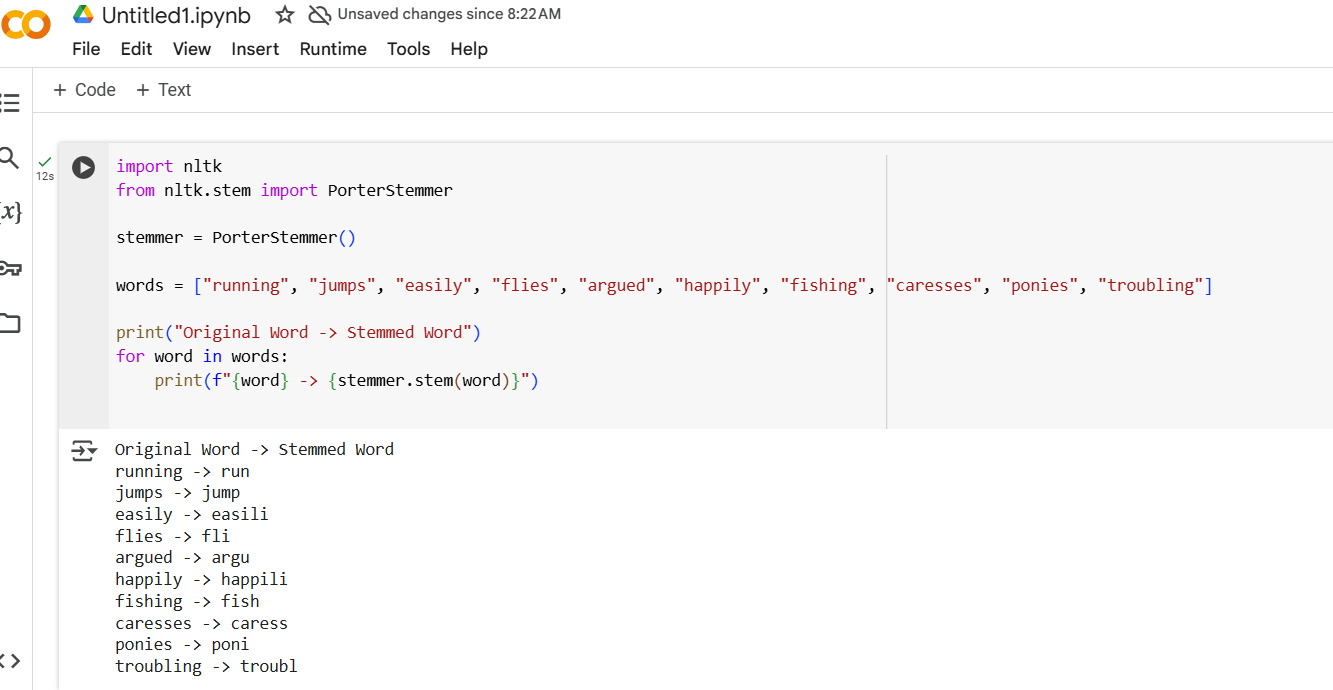 Untitled1.ipynb Unsaved changes since 8:22 AM
File Edit View Insert Runtime Tools Help
+ Code + Text
12s
{x}
import nltk
from nltk.stem import PorterStemmer
stemmer = PorterStemmer()
words = ["running", "jumps", "easily", "flies", "argued", "happily", "fishing", "caresses", "ponies", "troubling"]
print("Original Word -> Stemmed Word")
for word in words:
    print(f"{word} -> {stemmer.stem(word)}")
Original Word -> Stemmed Word
running -> run
jumps -> jump
easily -> easili
flies -> fli
argued -> argu
happily -> happili
fishing -> fish
caresses -> caress
ponies -> poni
troubling -> troubl